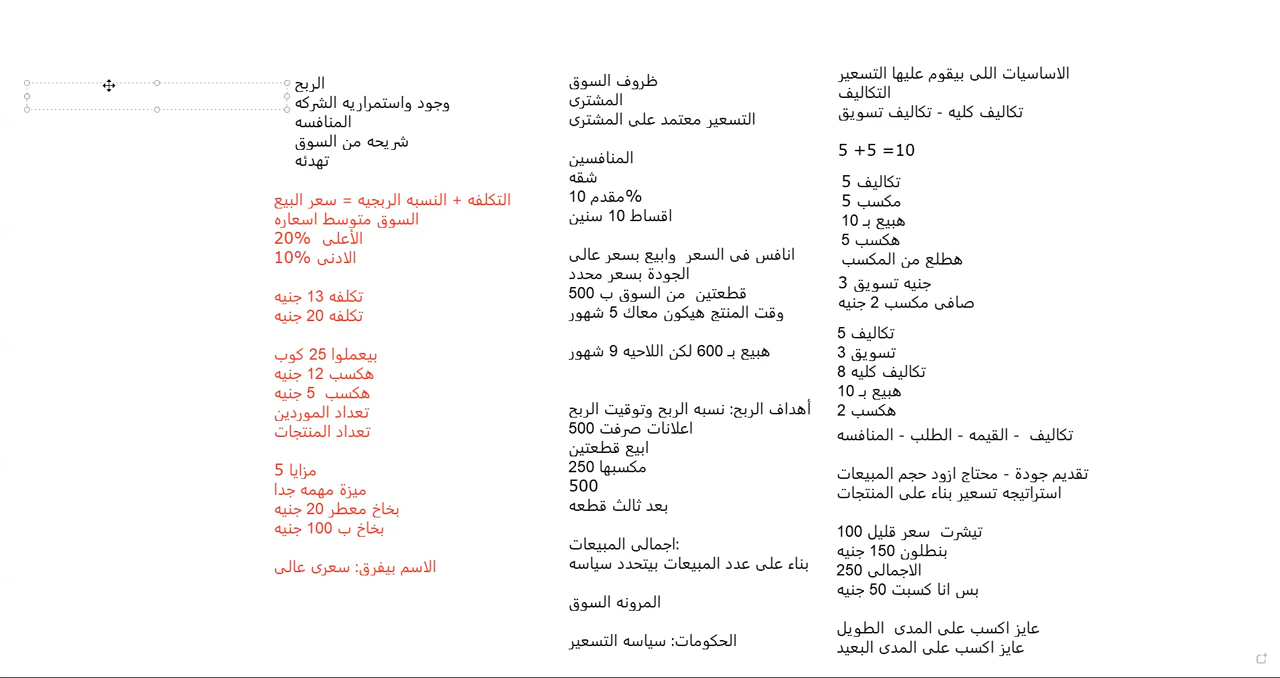 الاساسيات اللى بيقوم عليها التسعير
التكاليف
تكاليف كليه - تكاليف تسويق
5 +5 =10
تكاليف 5
مكسب 5
هبيع بـ 10
هكسب 5
هطلع من المكسب
جنيه تسويق 3
صافى مكسب 2 جنيه
تكاليف 5
تسويق 3
تكاليف كليه 8
هبيع بـ 10
هكسب 2
تكاليف - القيمه - الطلب - المنافسه
تقديم جودة - محتاج ازود حجم المبيعات
استراتيجه تسعير بناء على المنتجات
تيشرت سعر قليل 100
بنطلون 150 جنيه
الاجمالى 250
بس انا كسبت 50 جنيه
عايز اكسب على المدى الطويل
عايز اكسب على المدى البعيد
ظروف السوق
المشترى
التسعير معتمد على المشترى
المنافسين
شقه
%مقدم 10
اقساط 10 سنين
انافس فى السعر وابيع بسعر عالى
الجودة بسعر محدد
قطعتين من السوق ب 500
وقت المنتج هيكون معاك 5 شهور
هبيع بـ 600 لكن اللاحيه 9 شهور
أهداف الربح: نسبه الربح وتوقيت الربح
اعلانات صرفت 500
ابيع قطعتين
مكسبها 250
500
بعد ثالث قطعه
اجمالى المبيعات:
بناء على عدد المبيعات بيتحدد سياسه
المرونه السوق
الحكومات: سياسه التسعير
الربح
وجود واستمراريه الشركه
المنافسه
شريحه من السوق
تهدئه
التكلفه + النسبه الربجيه = سعر البيع
السوق متوسط اسعاره
الأعلى 20%
الادنى 10%
تكلفه 13 جنيه
تكلفه 20 جنيه
بيعملوا 25 كوب
هكسب 12 جنيه
هكسب 5 جنيه
تعداد الموردين
تعداد المنتجات
مزايا 5
ميزة مهمه جدا
بخاخ معطر 20 جنيه
بخاخ ب 100 جنيه
الاسم بيفرق: سعرى عالى